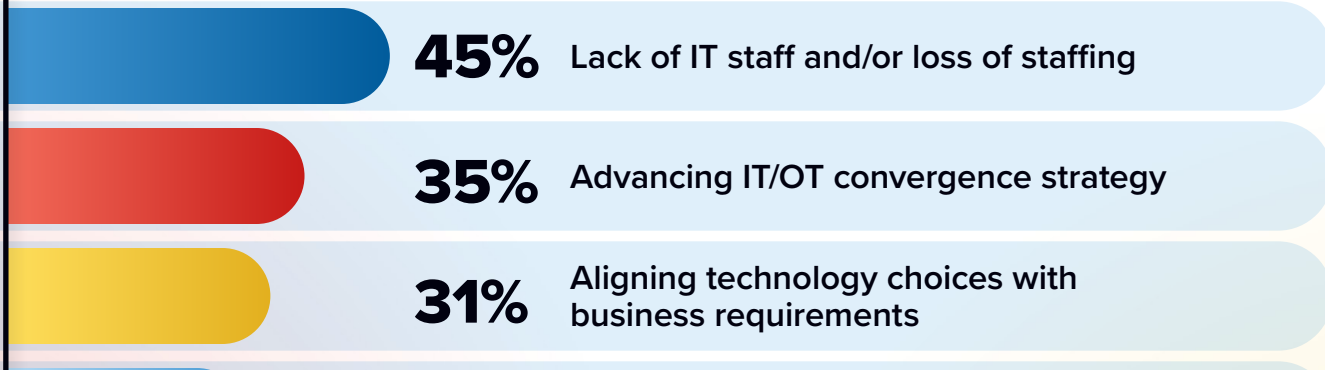 45% Lack of IT staff and/or loss of staffing
35% Advancing IT/OT convergence strategy
31% Aligning technology choices with
business requirements